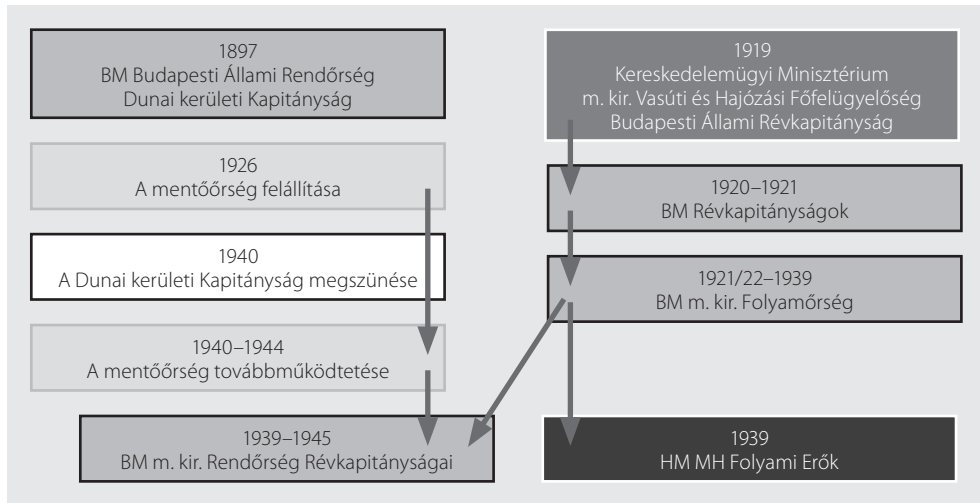 1897
BM Budapesti Állami Rendőrség
Dunai kerületi Kapitányság
1926
A mentőőrség felállítása
1940
A Dunai kerületi Kapitányság megszünése
1940–1944
A mentőőrség továbbműködtetése
1939–1945
BM m. kir. Rendőrség Révkapitányságai
1919
Kereskedelemügyi Minisztérium
m. kir. Vasúti és Hajózási Főfelügyelőség
Budapesti Állami Révkapitányság
1920–1921
BM Révkapitányságok
1921/22–1939
BM m. kir. Folyamőrség
1939
HM MH Folyami Erők